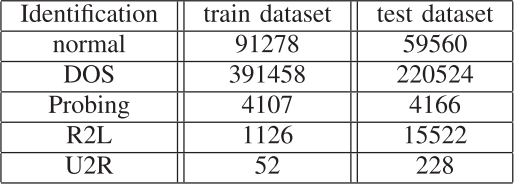 Identification train dataset test dataset
normal 91278 59560
DOS 391458 220524
Probing 4107 4166
R2L 1126 15522
U2R 52 228